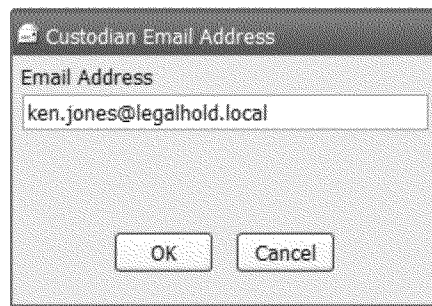 Custodian Email Address
Email Address
ken.jones@legalhold.local
OK
Cancel